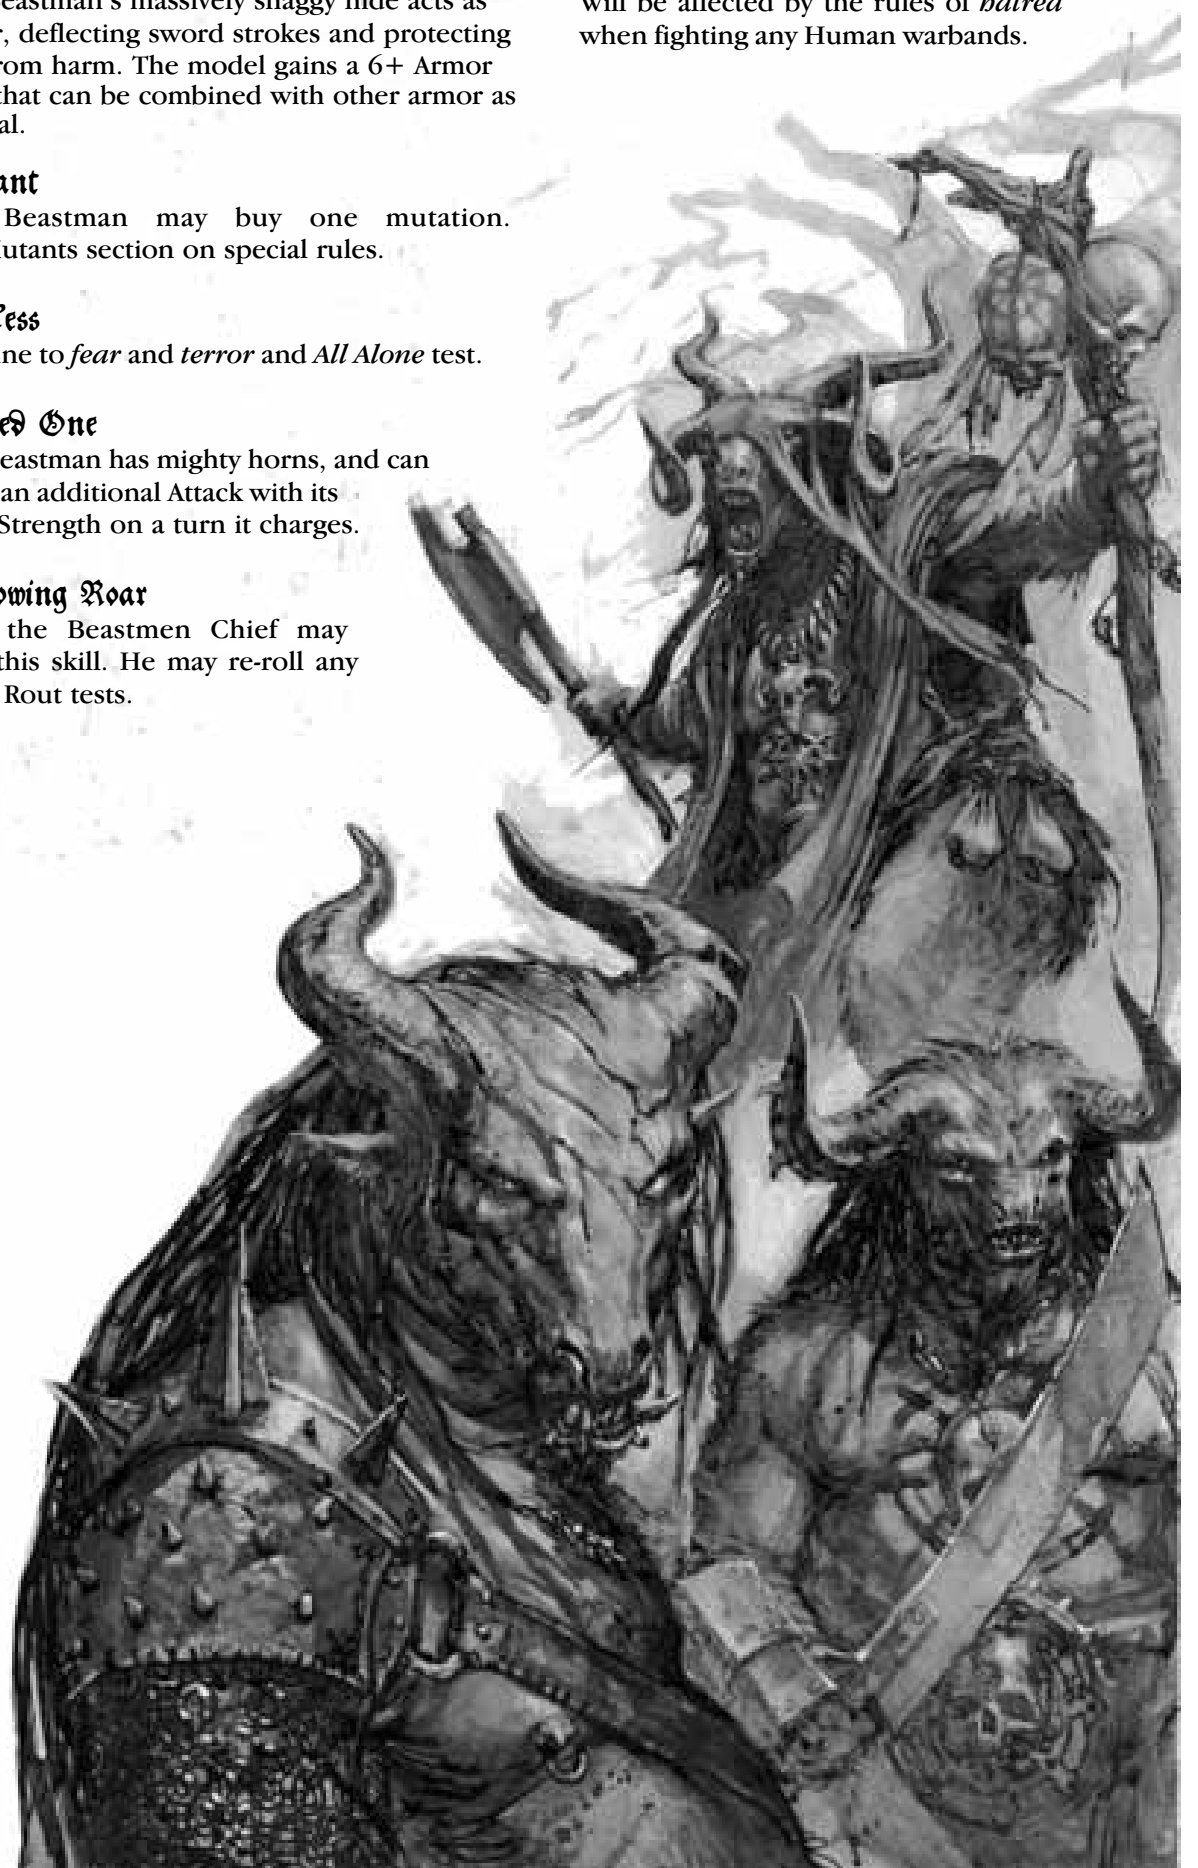 eastman's massively shaggy hide acts as
, deflecting sword strokes and protecting
rom harm. The model gains a 6+ Armor
that can be combined with other armor as
al.
ant
Beastman may buy one mutation.
utants section on special rules.
ess
ne to fear and terror and All Alone test.
ed One
eastman has mighty horns, and can
an additional Attack with its
Strength on a turn it charges.
owing Roar
the Beastmen Chief may
this skill. He may re-roll any
Rout tests.
will be affected by the rules of hatred
when fighting any Human warbands.